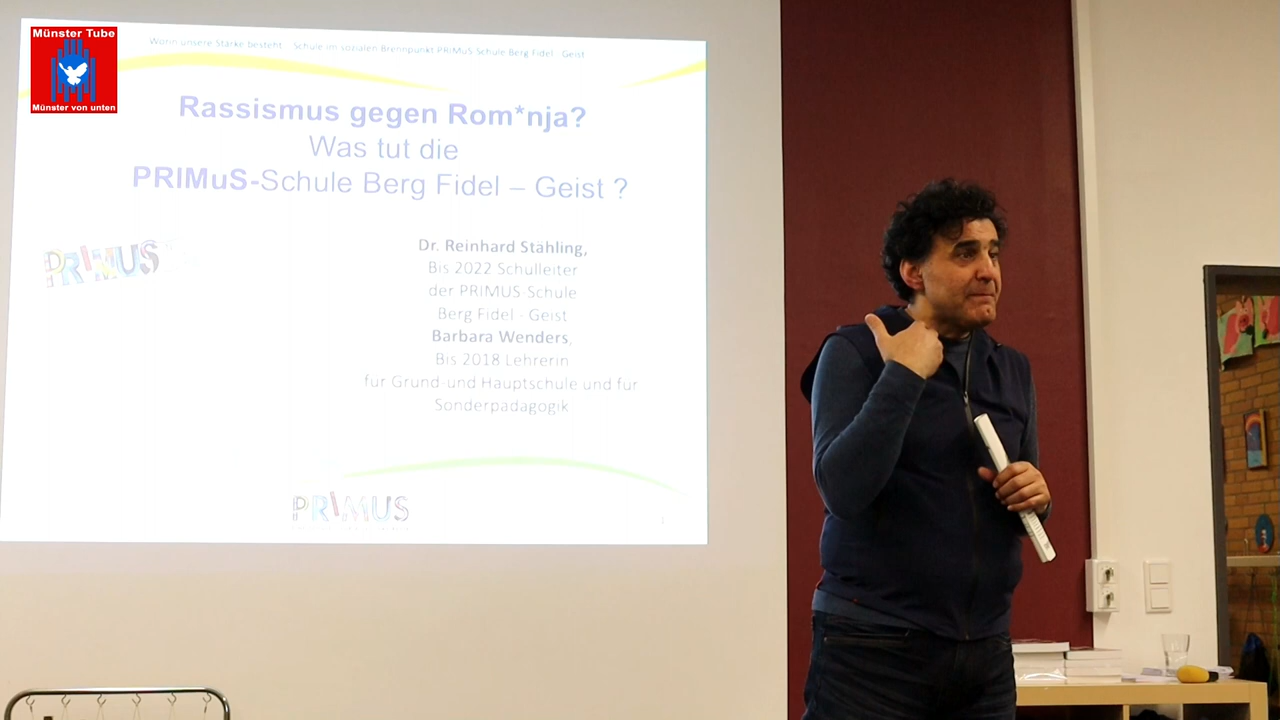 Münster Tube
Münster von unten
Worin unsere Stärke besteht Schule im sozialen Brennpunkt PRIMuS-Schule Berg Fidel - Geist
Rassismus gegen Rom*nja?
Was tut die
PRIMuS-Schule Berg Fidel – Geist ?
PRIMUS
Dr. Reinhard Stähling,
Bis 2022 Schulleiter
der PRIMUS-Schule
Berg Fidel - Geist
Barbara Wenders,
Bis 2018 Lehrerin
für Grund-und Hauptschule und für
Sonderpädagogik
PRIMUS